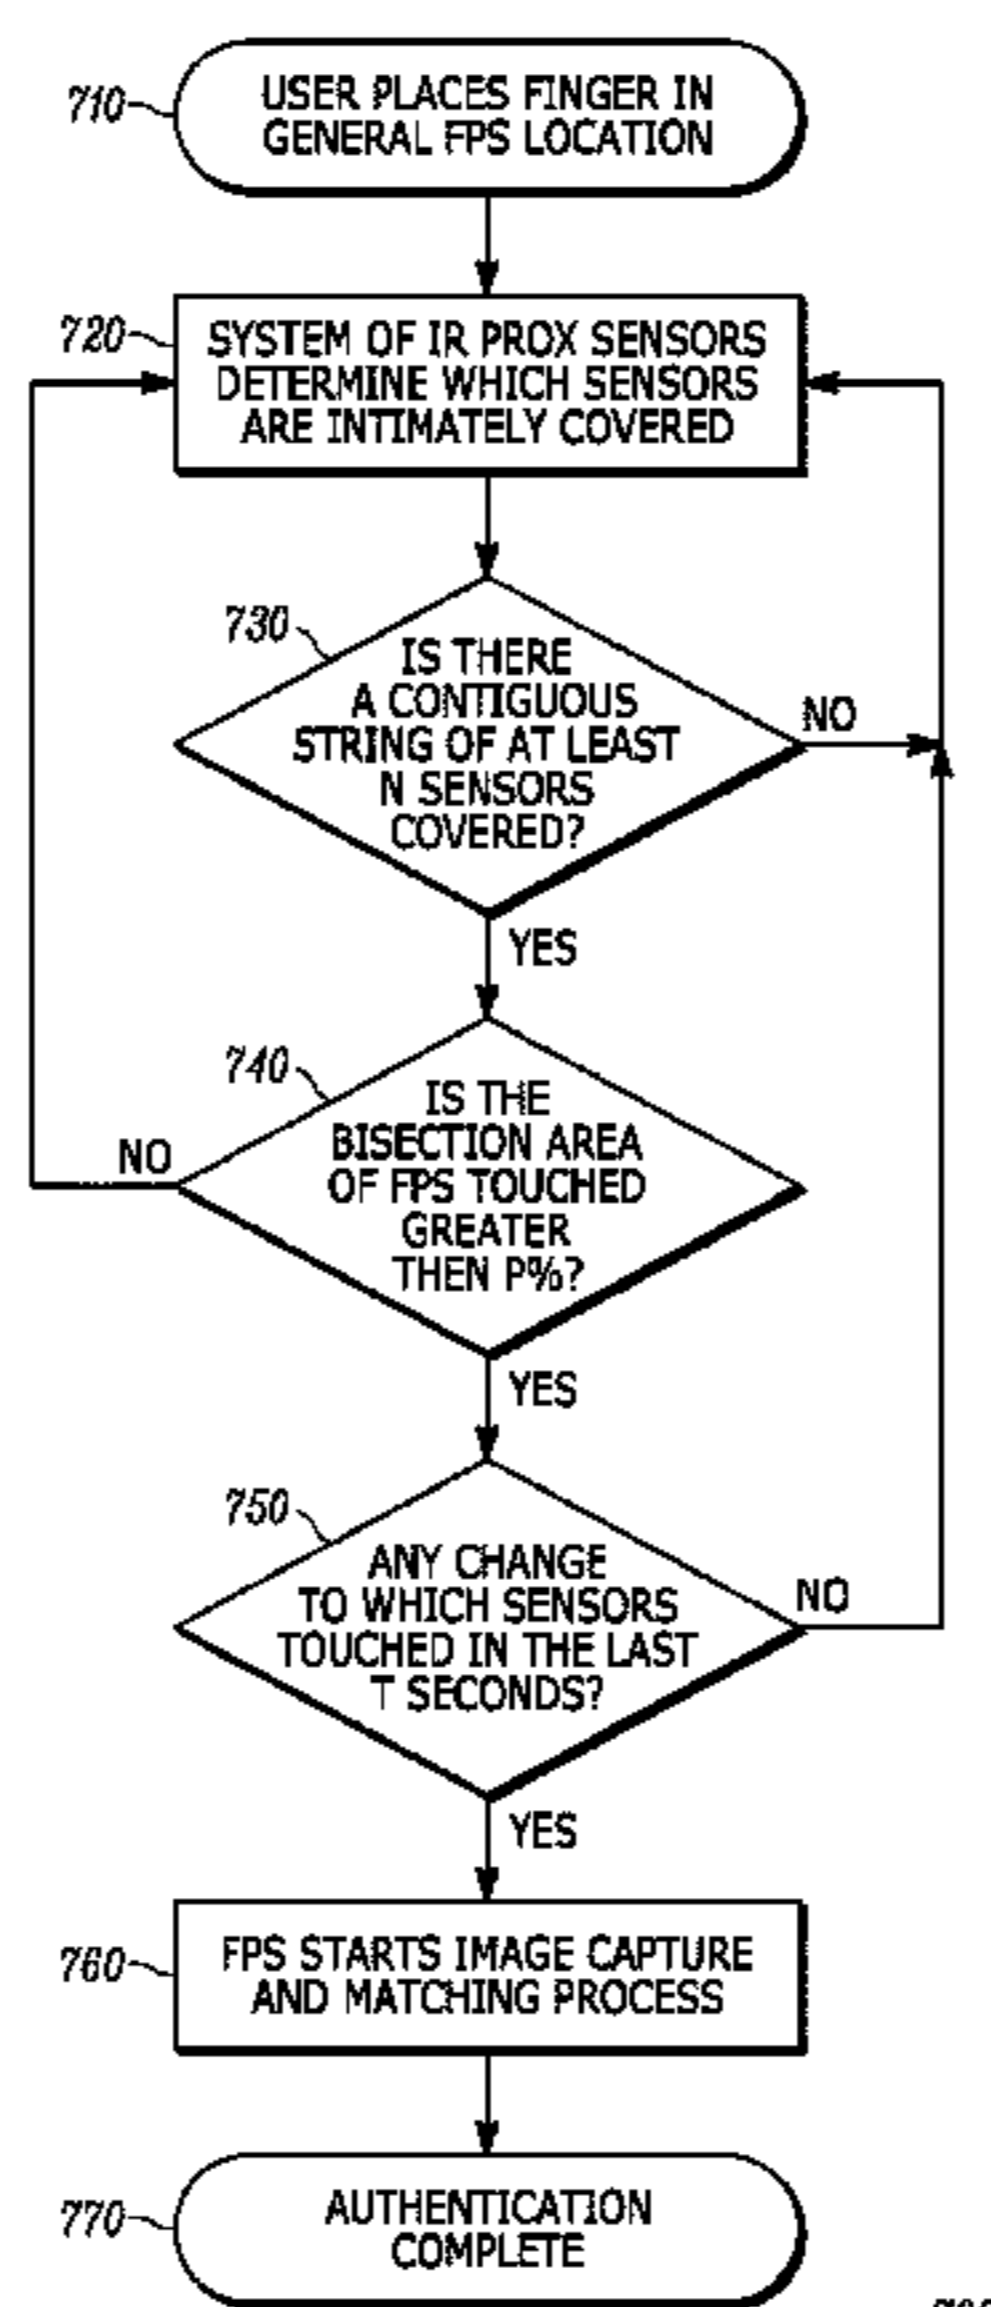 710
USER PLACES FINGER IN
GENERAL FPS LOCATION
720
SYSTEM OF IR PROX SENSORS
DETERMINE WHICH SENSORS
ARE INTIMATELY COVERED
730
IS THERE
A CONTIGUOUS
STRING OF AT LEAST
N SENSORS
COVERED?
NO
YES
740
IS THE
BISECTION AREA
OF FPS TOUCHED
GREATER
THEN P%?
NO
YES
750
ANY CHANGE
TO WHICH SENSORS
TOUCHED IN THE LAST
T SECONDS?
NO
YES
760
FPS STARTS IMAGE CAPTURE
AND MATCHING PROCESS
770
AUTHENTICATION
COMPLETE